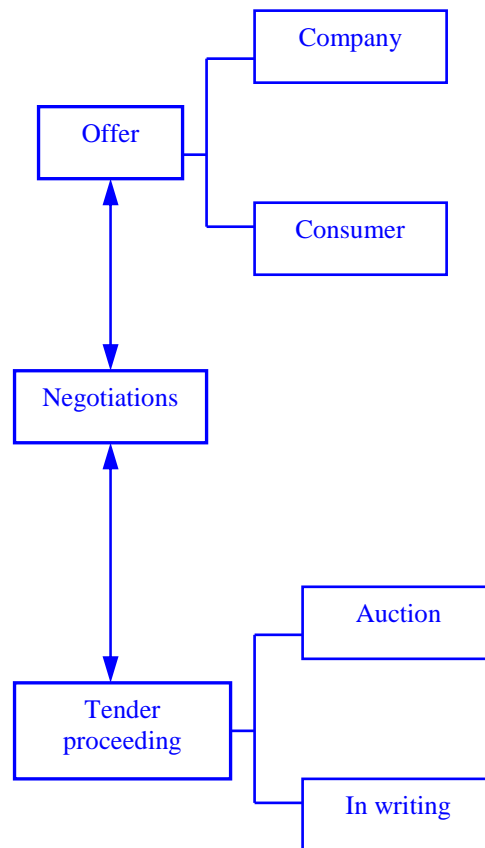 Company
Offer
Consumer
Negotiations
Auction
Tender
proceeding
In writing